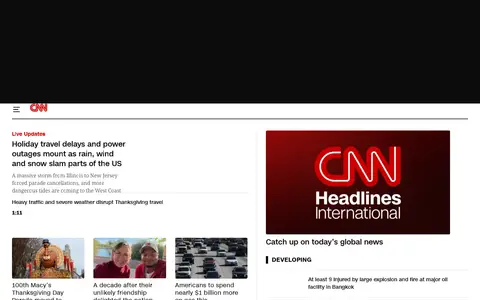 CNN
Live Updates
Holiday travel delays and power
outages mount as rain, wind
and snow slam parts of the US
A massive storm from Illinois to New Jersey
forced parade cancellations, and more
dangerous tides are coming to the West Coast
Heavy traffic and severe weather disrupt Thanksgiving travel
1:11
100th Macy's
Thanksgiving Day
A decade after their
unlikely friendship
Americans to spend
nearly $1 billion more
CNN
Headlines
International
Catch up on today's global news
DEVELOPING
At least 9 injured by large explosion and fire at major oil
facility in Bangkok